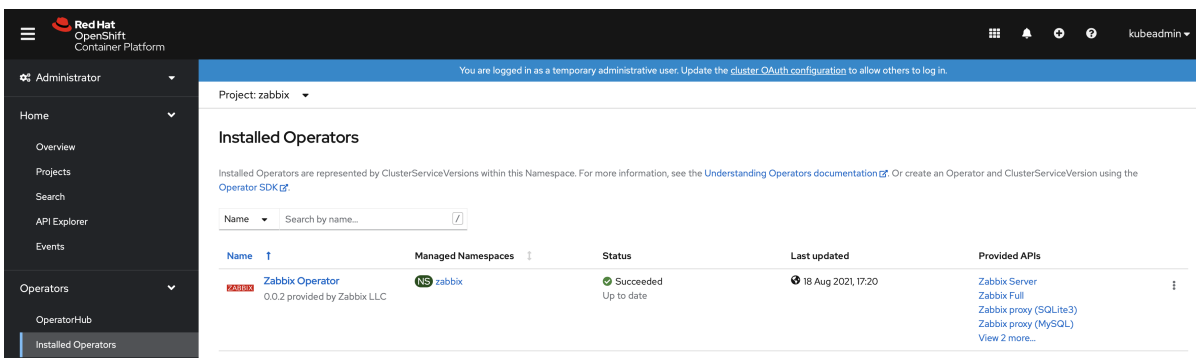 Red Hat
OpenShift
Container Platform
kubeadmin
Administrator
You are logged in as a temporary administrative user. Update the cluster OAuth configuration to allow others to log in.
Project: zabbix
Home
Overview
Projects
Search
API Explorer
Events
Operators
OperatorHub
Installed Operators
Installed Operators
Installed Operators are represented by ClusterServiceVersions within this Namespace. For more information, see the Understanding Operators documentation. Or create an Operator and ClusterServiceVersion using the
Operator SDK.
Name Search by name... /
Name Managed Namespaces Status Last updated Provided APIs
ZABBIX Zabbix Operator NS zabbix Succeeded 18 Aug 2021, 17:20 Zabbix Server
0.0.2 provided by Zabbix LLC Up to date Zabbix Full
Zabbix proxy (SQLite3)
Zabbix proxy (MySQL)
View 2 more...